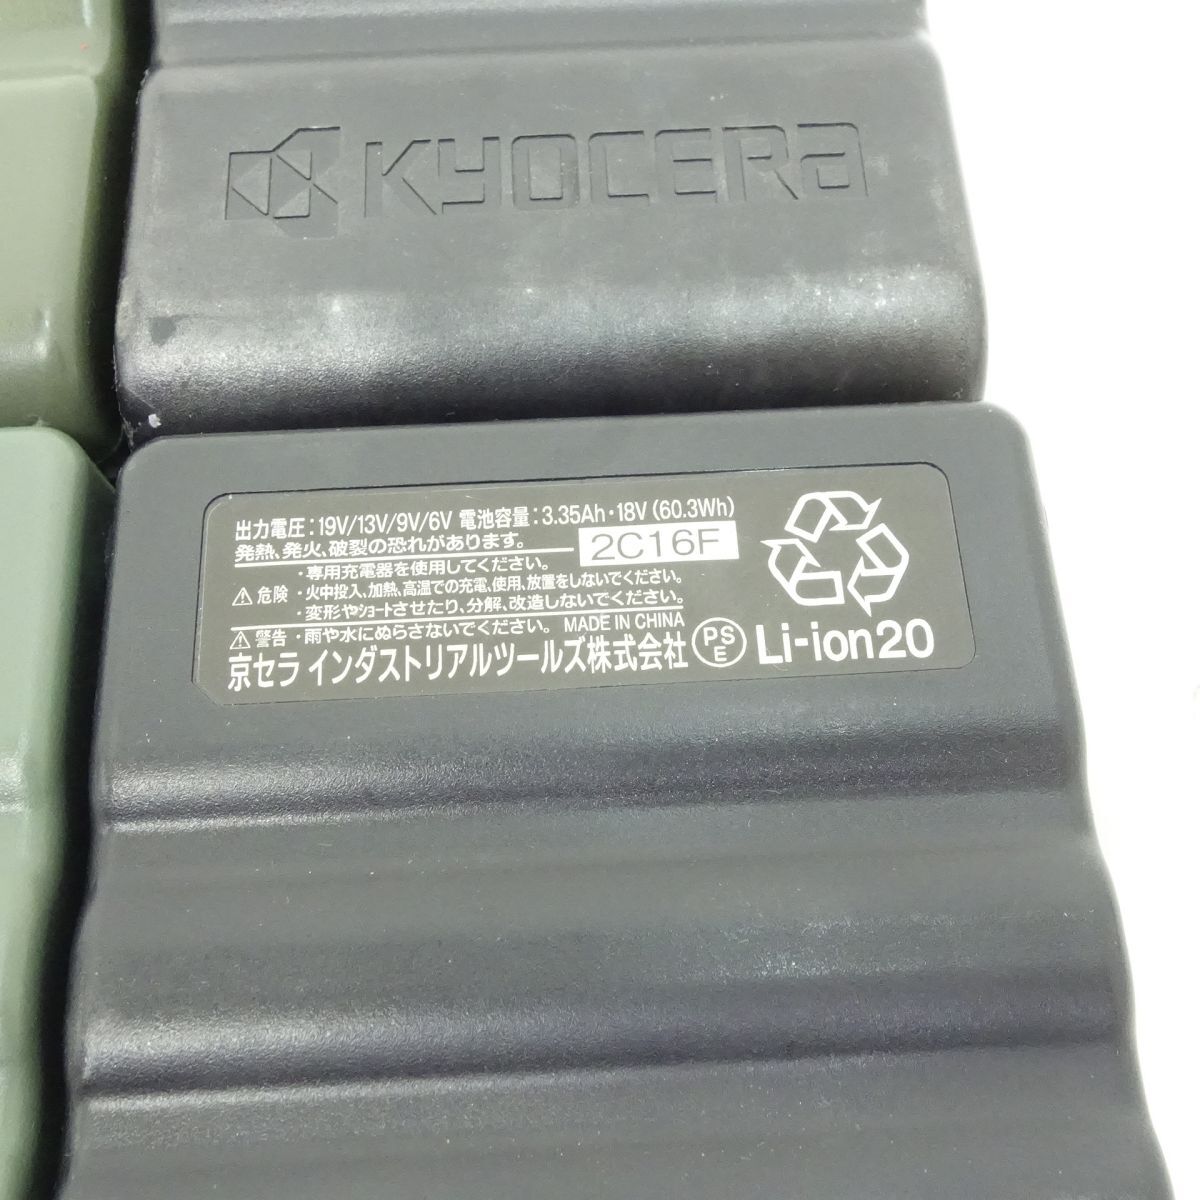 KYOCERA
出力電圧:19V/13V/9V/6V 電池容量:3.35Ah・18V(60.3Wh)
発熱、発火、破裂の恐れがあります。
2C16F
・専用充電器を使用してください。
⚠危険 ・火中投入、加熱、高温での充電、使用、放置をしないでください。
・変形やショートさせたり、分解、改造しないでください。
⚠警告 ・雨や水にぬらさないでください。 MADE IN CHINA
京セラ インダストリアルツールズ株式会社 PSE Li-ion20